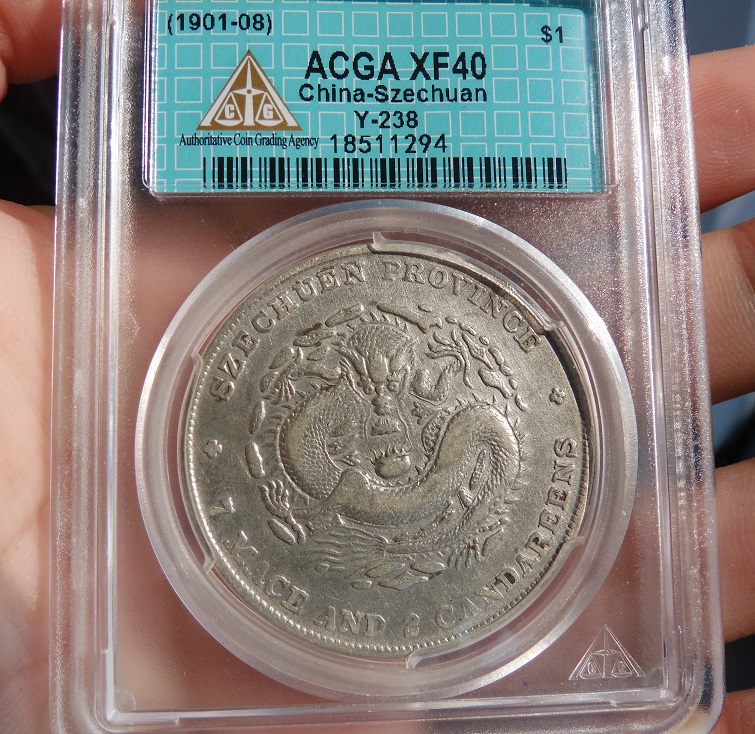 (1901-08)
$1
ACGA XF40
China-Szechuan
Y-238
18511294
C G
Authoritative Coin Grading Agency
SZECHUEN PROVINCE
7 MACE AND 2 CANDAREENS